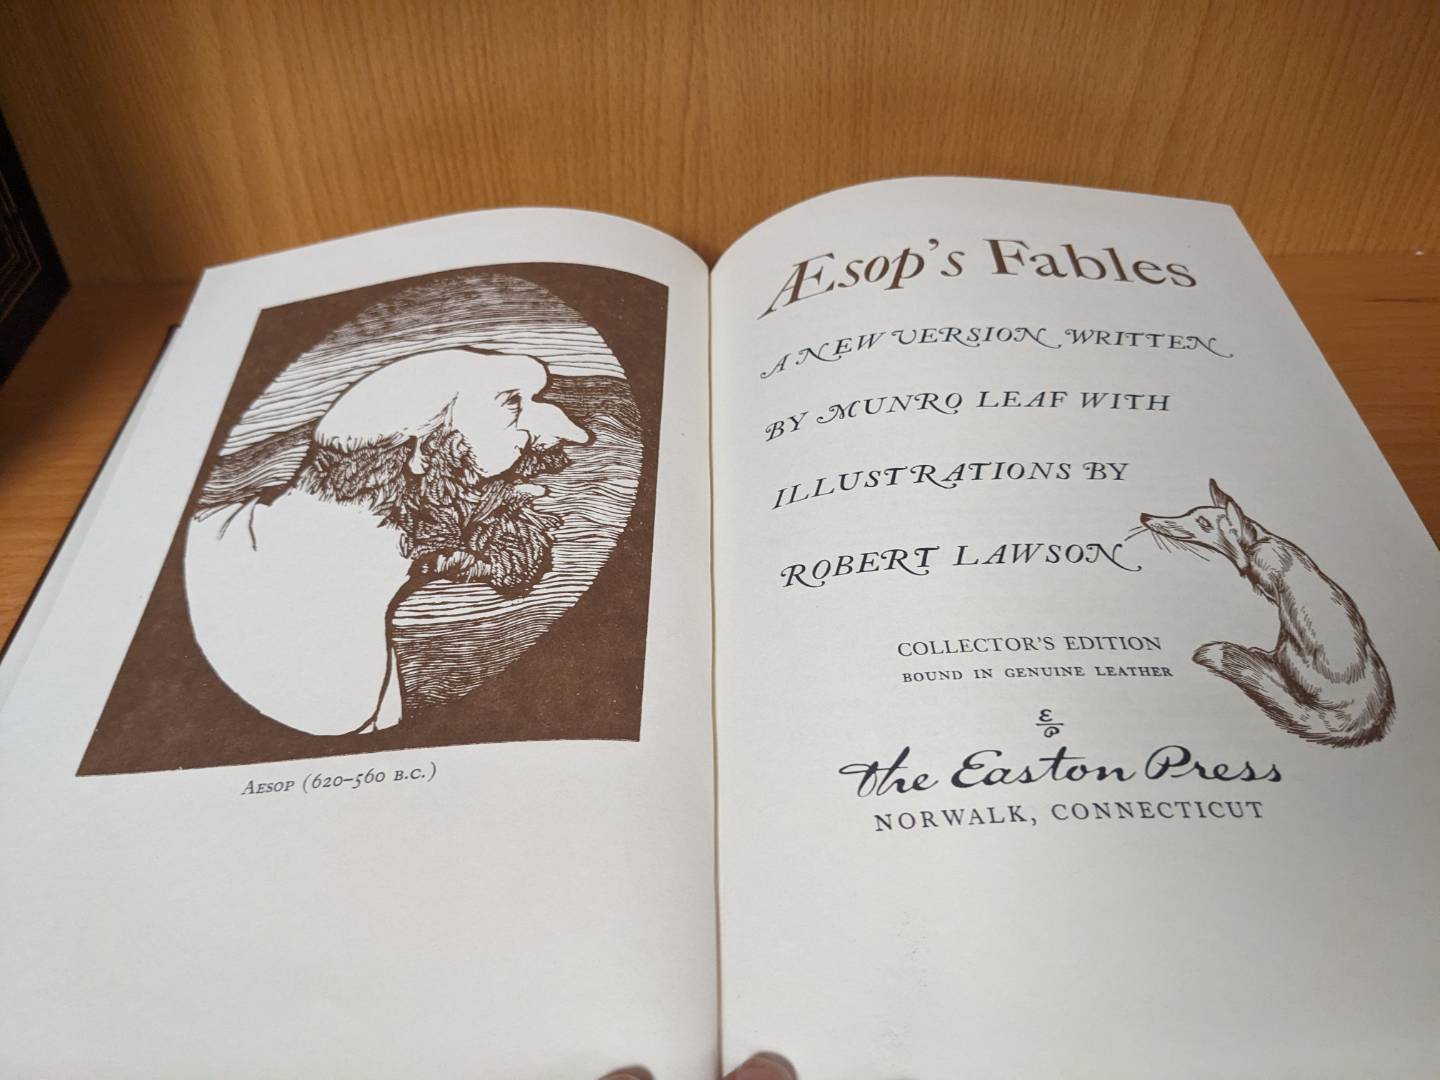 AESOP (620–560 B.C.)
Æsop's Fables
A NEW VERSION WRITTEN
BY MUNRO LEAF WITH
ILLUSTRATIONS BY
ROBERT LAWSON
COLLECTOR'S EDITION
BOUND IN GENUINE LEATHER
The Easton Press
NORWALK, CONNECTICUT